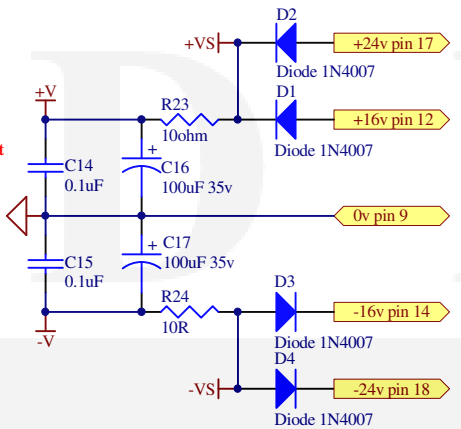 D2
+VS
+24v pin 17
Diode 1N4007
D1
+V
R23
+16v pin 12
10ohm
Diode 1N4007
t
+
C14
C16
0.1uF
100uF 35v
0v pin 9
+ C17
C15
100uF 35v
0.1uF
R24
D3
-16v pin 14
10R
Diode 1N4007
-V
D4
-VS
-24v pin 18
Diode 1N4007